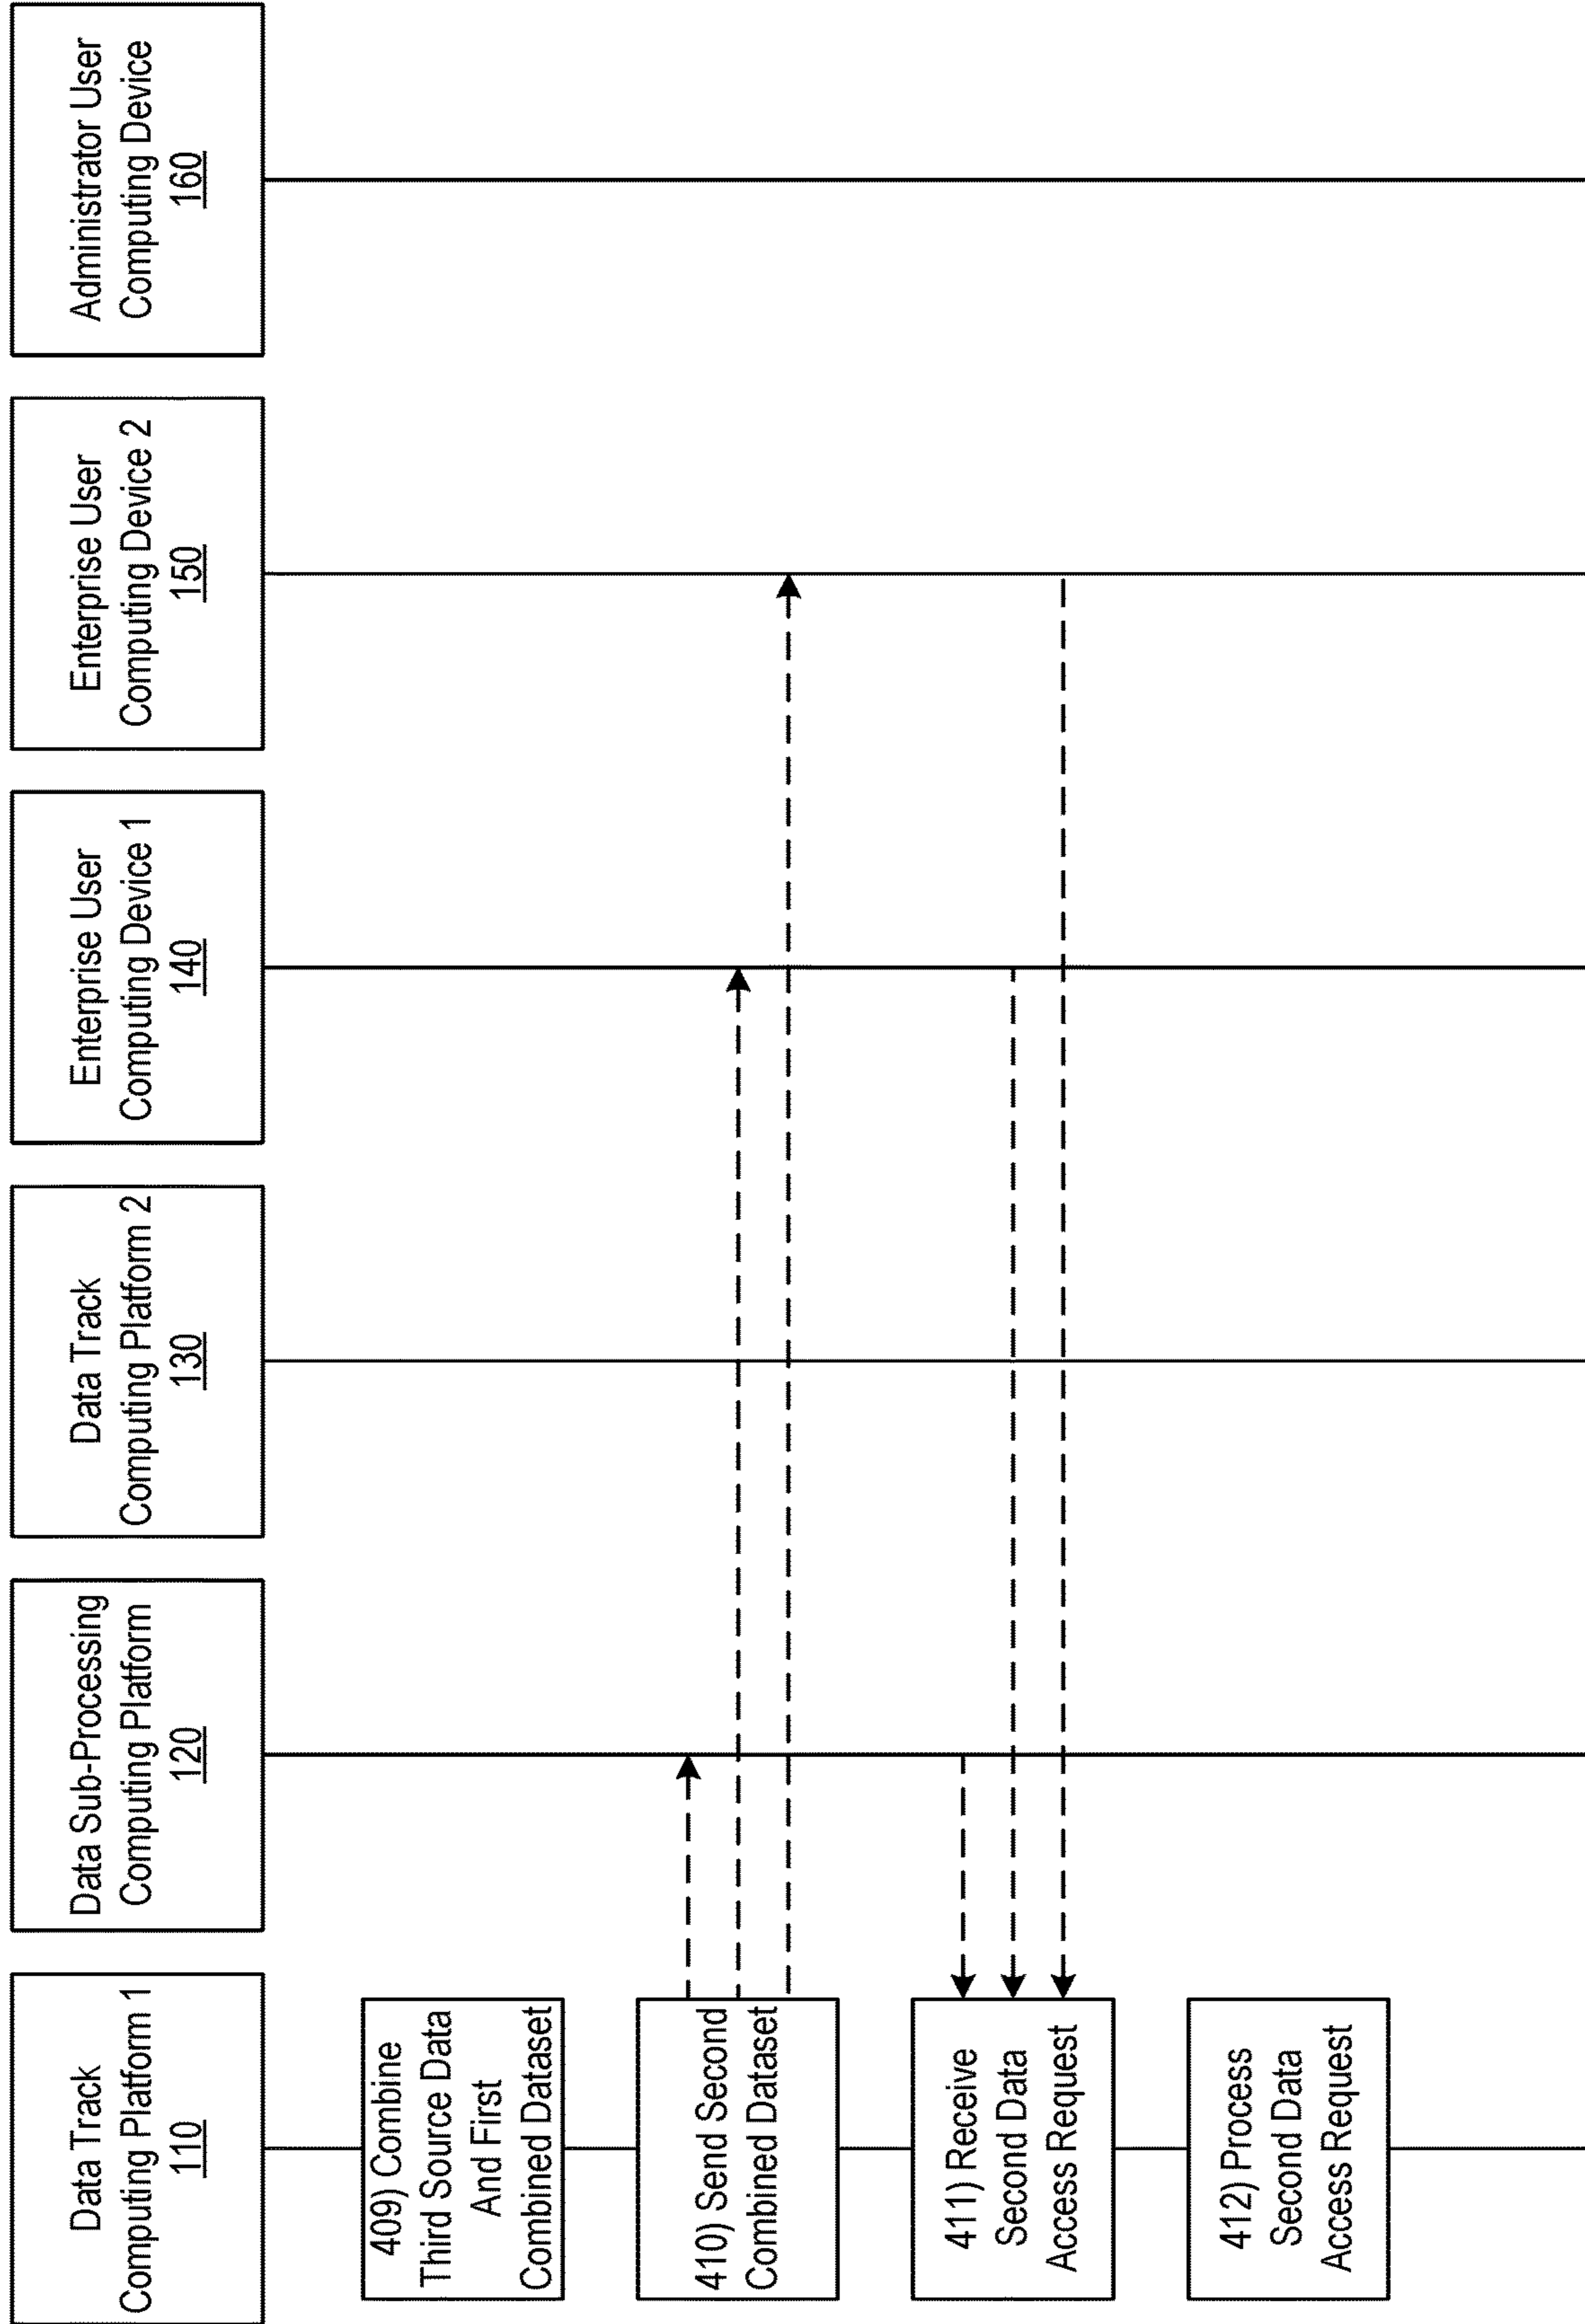 Data Track
Computing Platform 1
110
Data Sub-Processing
Computing Platform
120
Data Track
Computing Platform 2
130
Enterprise User
Computing Device 1
140
Enterprise User
Computing Device 2
150
Administrator User
Computing Device
160
409) Combine
Third Source Data
And First
Combined Dataset
410) Send Second
Combined Dataset
411) Receive
Second Data
Access Request
412) Process
Second Data
Access Request